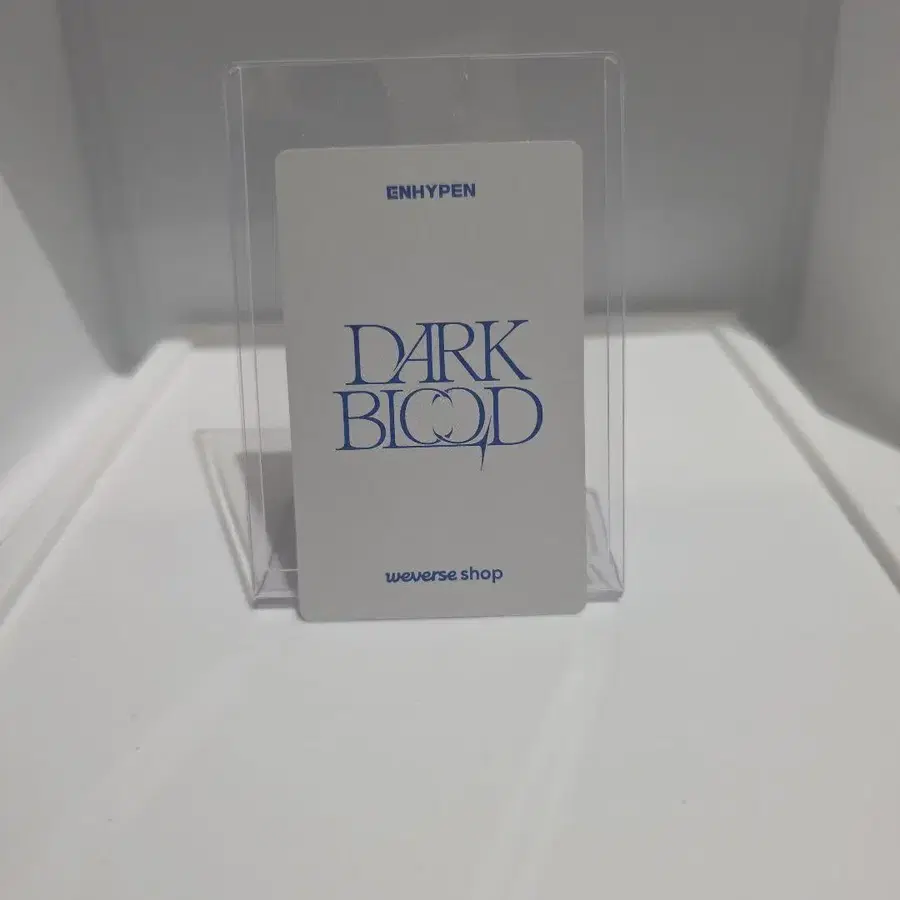 ENHYPEN
DARK
BLOOD
weverse shop